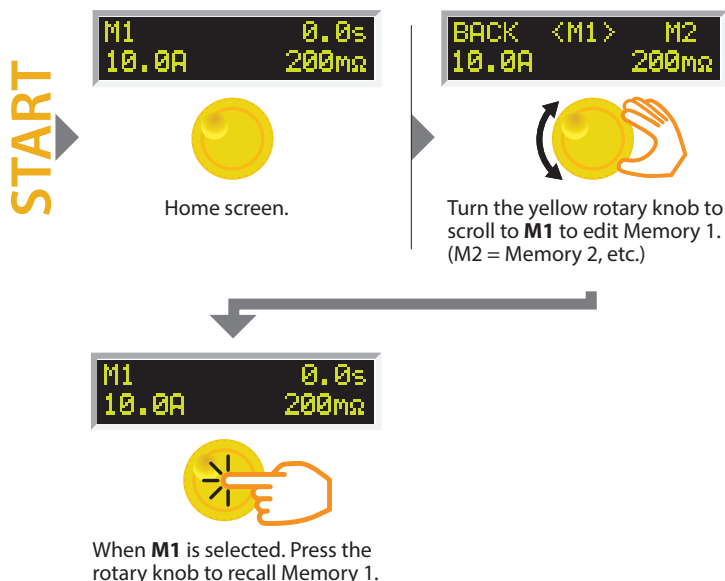 START
M1 0.0s
10.0A 200mΩ
Home screen.
BACK <M1> M2
10.0A 200mΩ
Turn the yellow rotary knob to
scroll to M1 to edit Memory 1.
(M2 = Memory 2, etc.)
M1 0.0s
10.0A 200mΩ
When M1 is selected. Press the
rotary knob to recall Memory 1.